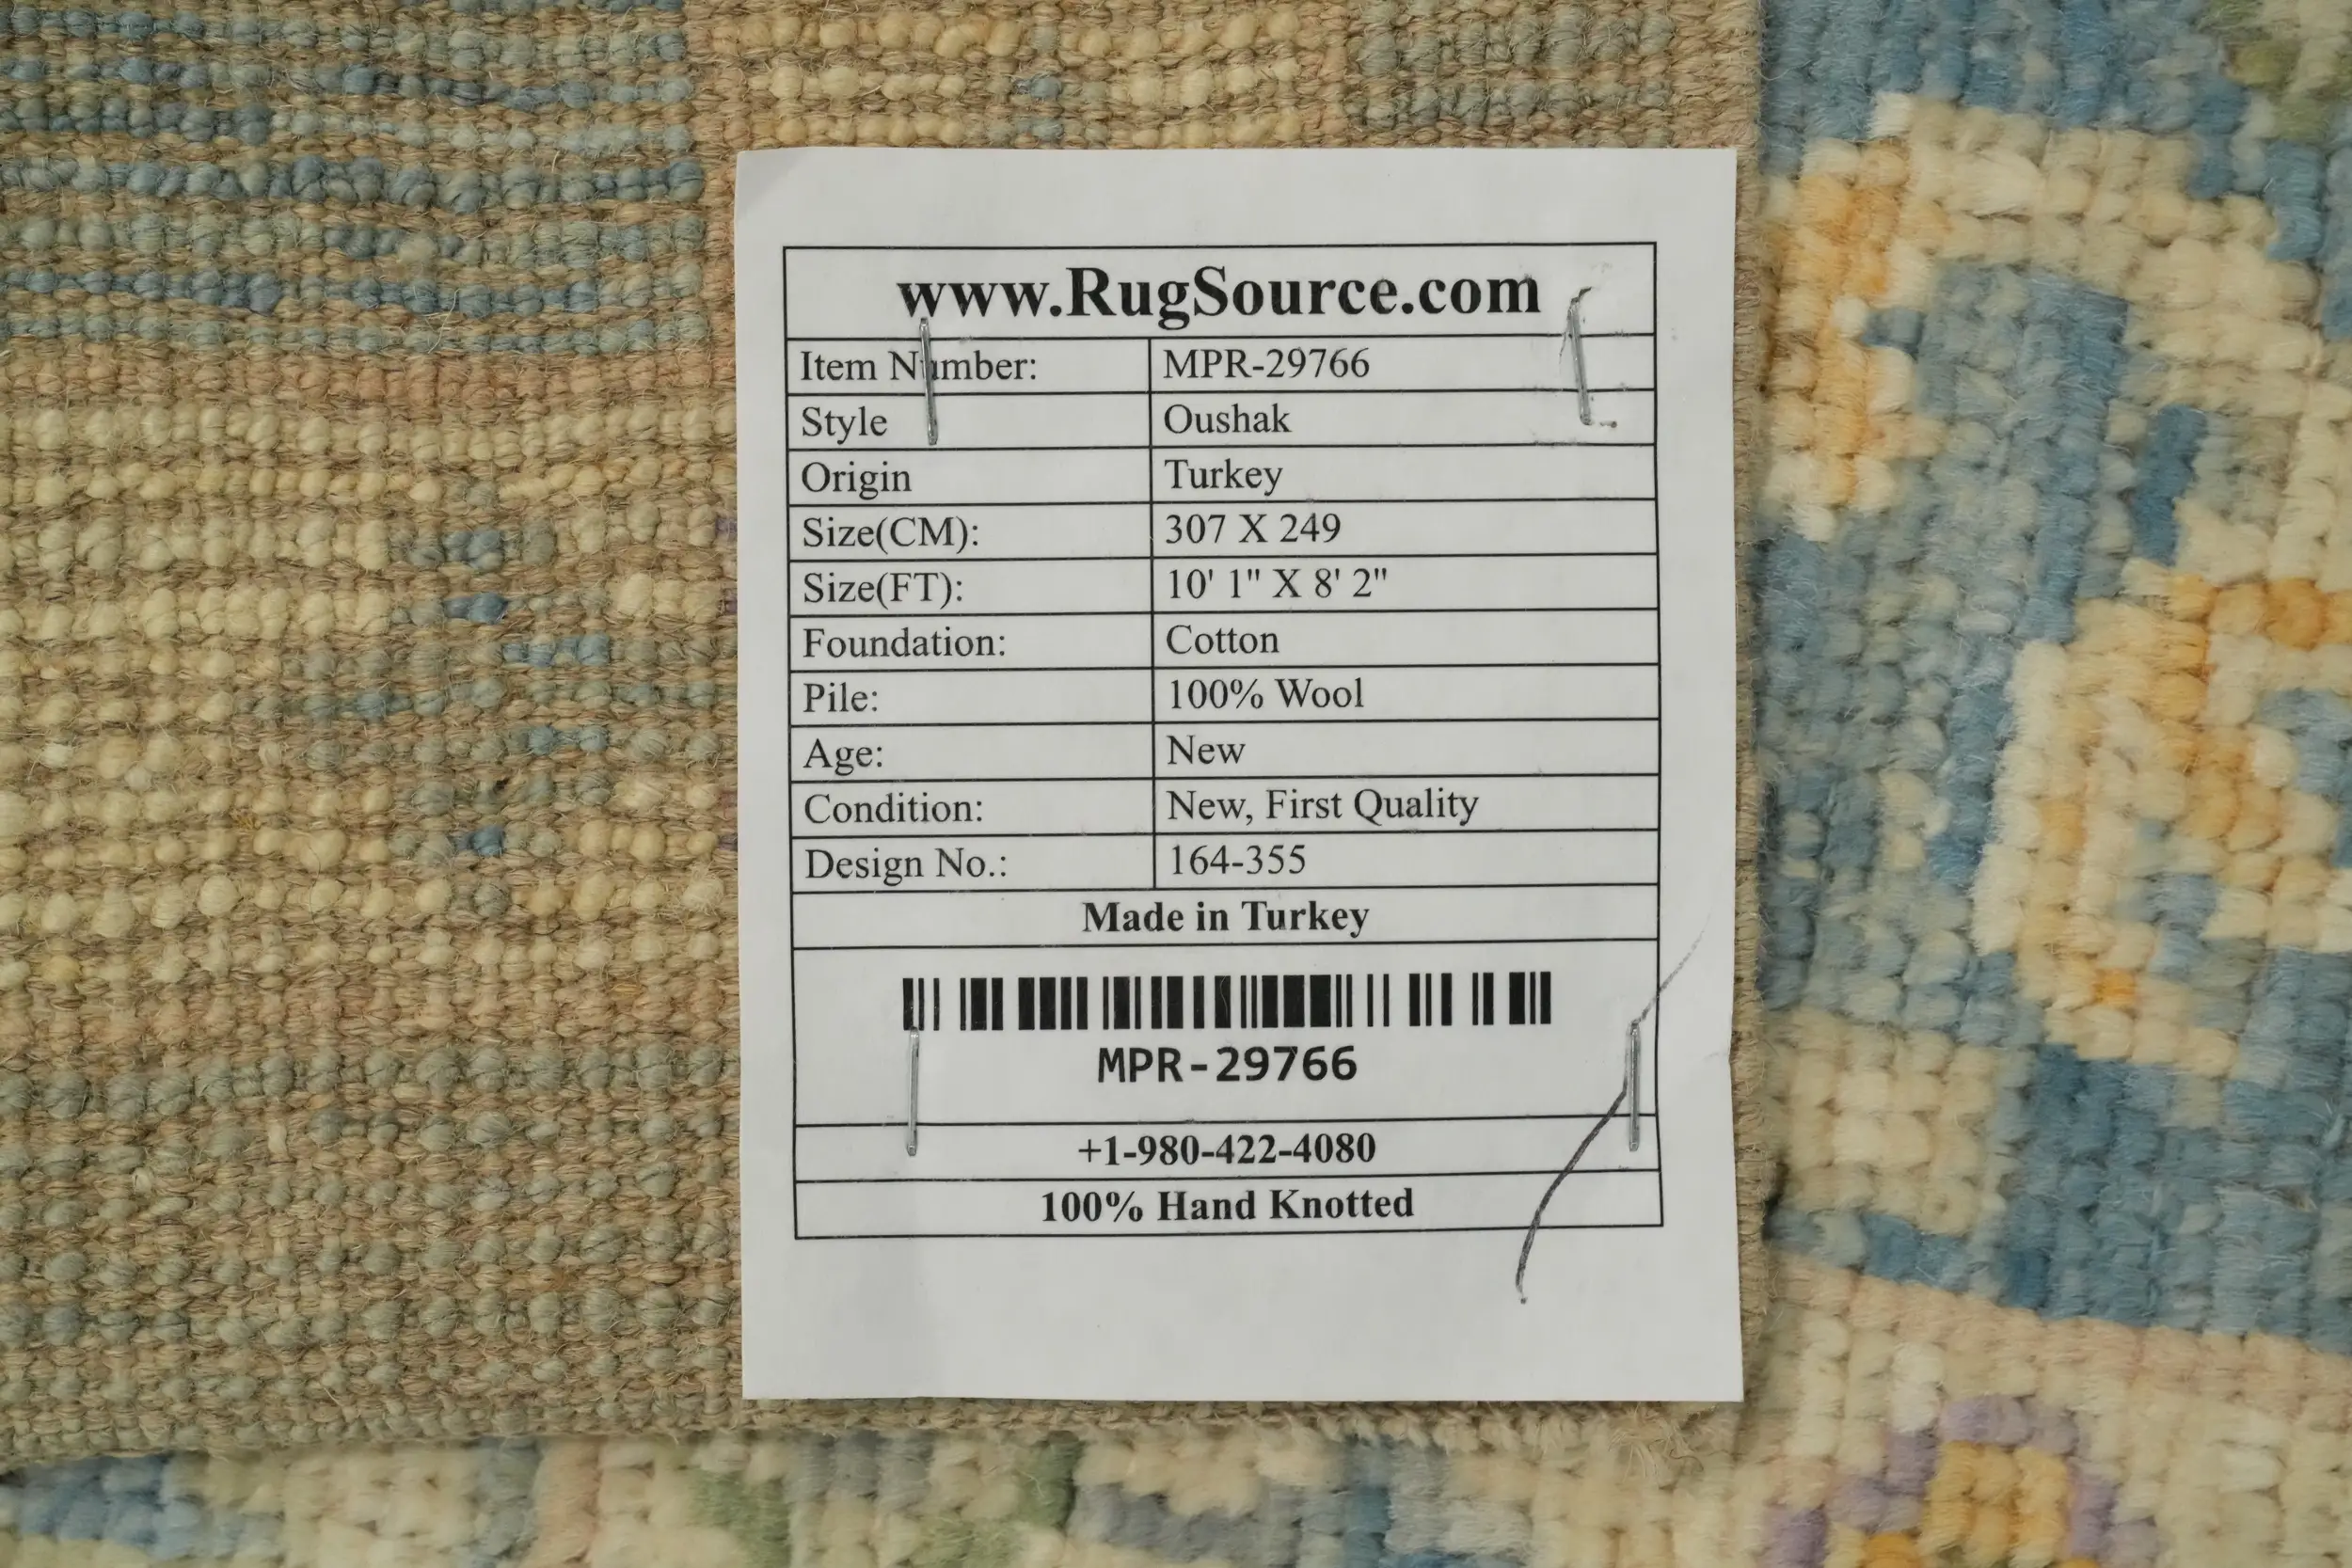 www.RugSource.com
Item Number: MPR-29766
Style Oushak
Origin Turkey
Size(CM): 307 X 249
Size(FT): 10' 1" X 8' 2"
Foundation: Cotton
Pile: 100% Wool
Age: New
Condition: New, First Quality
Design No.: 164-355
Made in Turkey
MPR-29766
+1-980-422-4080
100% Hand Knotted